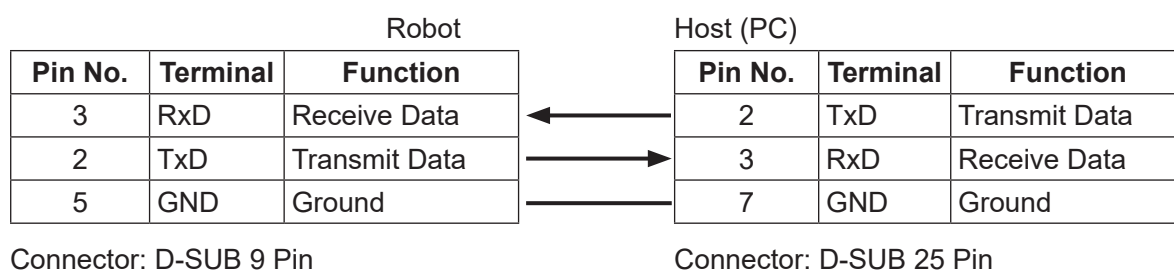 Robot Host (PC)
Pin No. Terminal Function Pin No. Terminal Function
3 RxD Receive Data 2 TxD Transmit Data
2 TxD Transmit Data 3 RxD Receive Data
5 GND Ground 7 GND Ground
Connector: D-SUB 9 Pin Connector: D-SUB 25 Pin